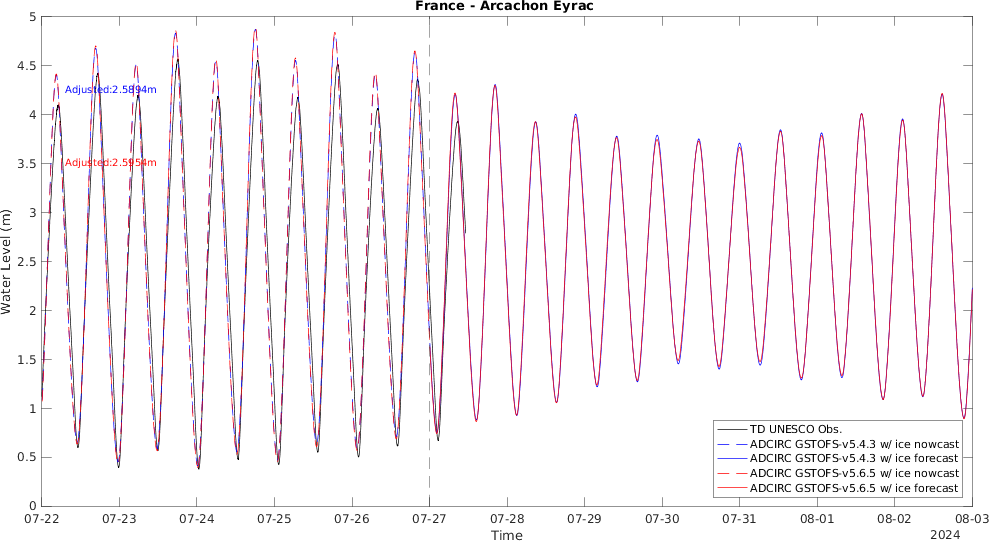 France - Arcachon Eyrac
5
4.5
4
3.5
3
2.5
2
1.5
1
0.5
0
Water Level (m)
Adjusted:2.5894m
Adjusted:2.5954m
TD UNESCO Obs.
ADCIRC GSTOFS-v5.4.3 w/ ice nowcast
ADCIRC GSTOFS-v5.4.3 w/ ice forecast
ADCIRC GSTOFS-v5.6.5 w/ ice nowcast
ADCIRC GSTOFS-v5.6.5 w/ ice forecast
07-22 07-23 07-24 07-25 07-26 07-27 07-28 07-29 07-30 07-31 08-01 08-02 08-03
Time
2024